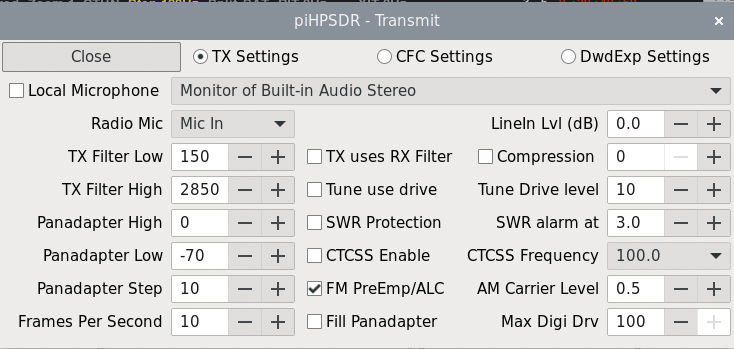 piHPSDR - Transmit ×
Close TX Settings CFC Settings DwdExp Settings
Local Microphone Monitor of Built-in Audio Stereo
Radio Mic Mic In LineIn Lvl (dB) 0.0
TX Filter Low 150 TX uses RX Filter Compression 0
TX Filter High 2850 Tune use drive Tune Drive level 10
Panadapter High 0 SWR Protection SWR alarm at 3.0
Panadapter Low -70 CTCSS Enable CTCSS Frequency 100.0
Panadapter Step 10 FM PreEmp/ALC AM Carrier Level 0.5
Frames Per Second 10 Fill Panadapter Max Digi Drv 100